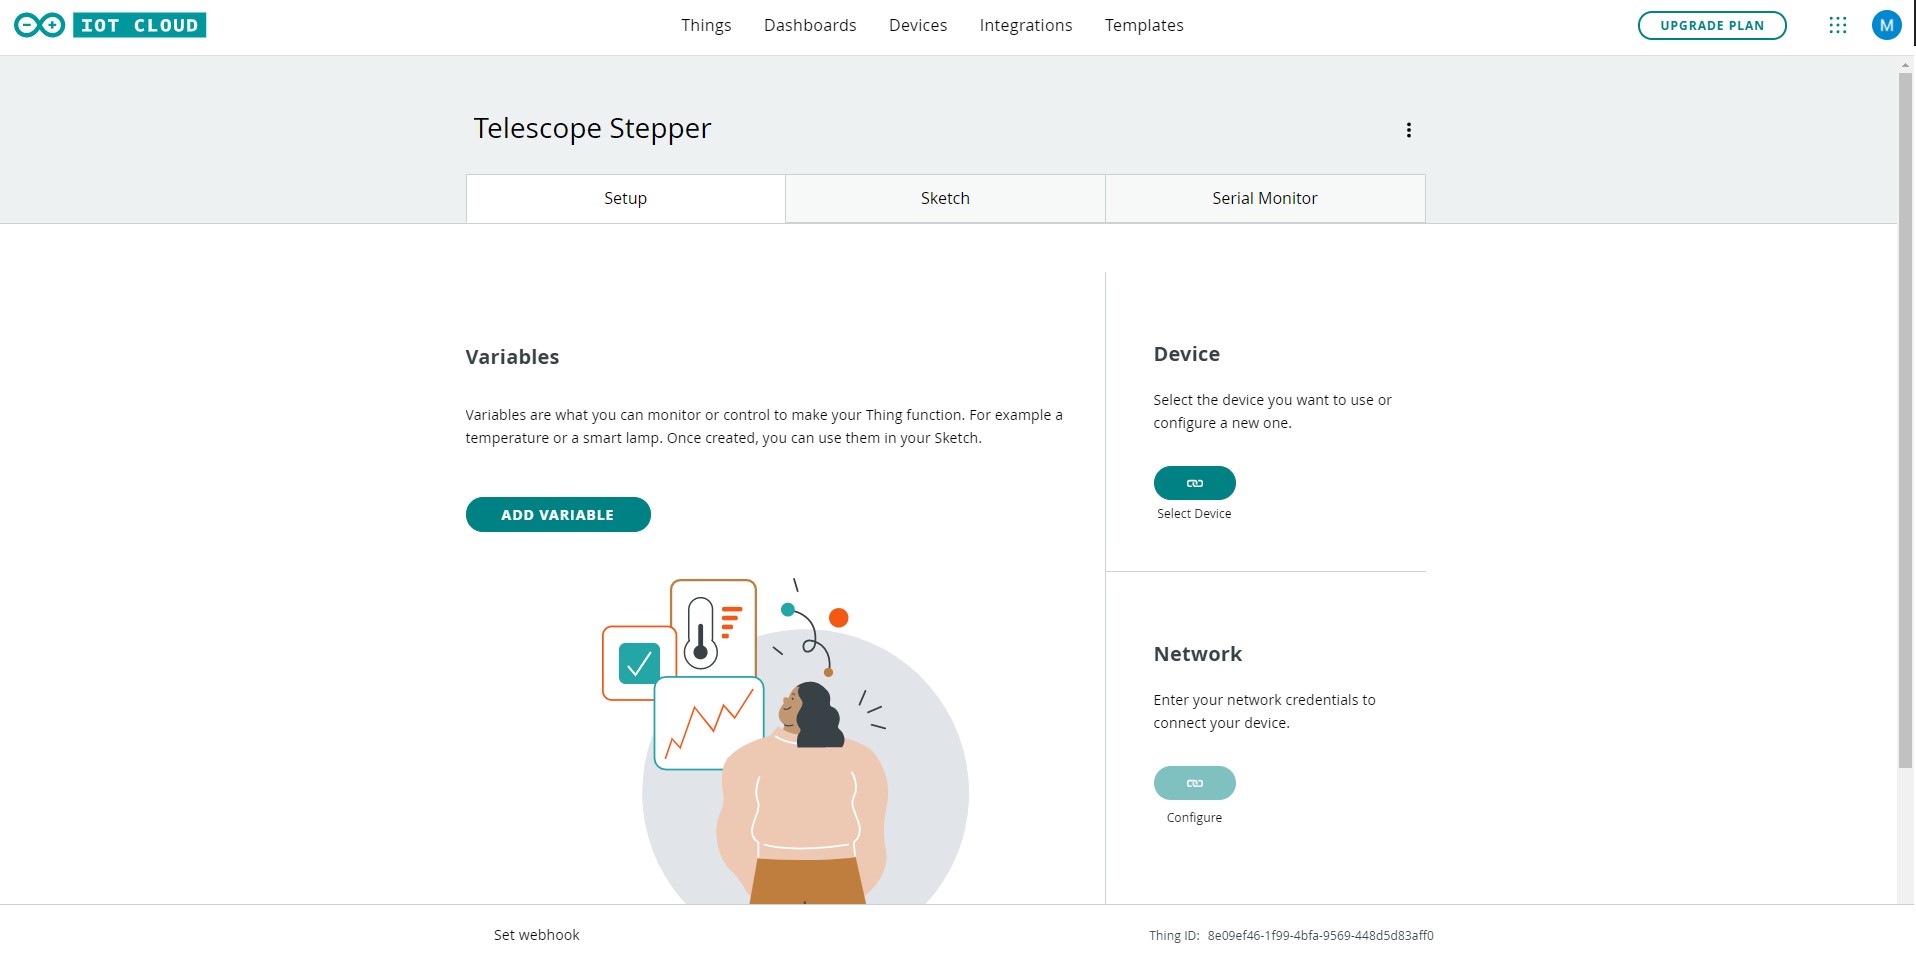 IOT CLOUD
Things Dashboards Devices Integrations Templates
UPGRADE PLAN
M
Telescope Stepper
Setup Sketch Serial Monitor
Variables
Variables are what you can monitor or control to make your Thing function. For example a
temperature or a smart lamp. Once created, you can use them in your Sketch.
ADD VARIABLE
Device
Select the device you want to use or
configure a new one.
Select Device
Network
Enter your network credentials to
connect your device.
Configure
Set webhook
Thing ID: 8e09ef46-1f99-4bfa-9569-448d5d83aff0